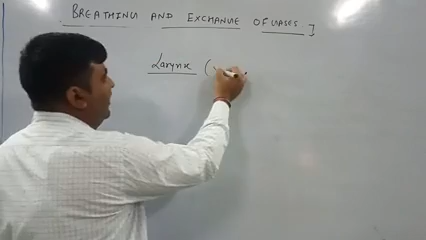 BREATHING AND EXCHANGE OF GASES ]
Larynx (